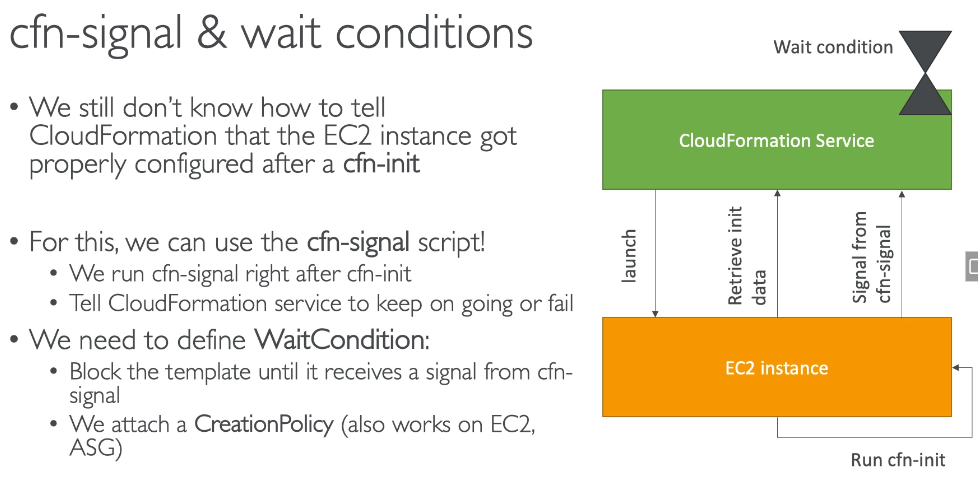 cfn-signal & wait conditions
• We still don't know how to tell
CloudFormation that the EC2 instance got
properly configured after a cfn-init
• For this, we can use the cfn-signal script!
• We run cfn-signal right after cfn-init
• Tell CloudFormation service to keep on going or fail
• We need to define WaitCondition:
• Block the template until it receives a signal from cfn-
signal
• We attach a CreationPolicy (also works on EC2,
ASG)
Wait condition
CloudFormation Service
launch
Retrieve init
data
Signal from
cfn-signal
EC2 instance
Run cfn-init